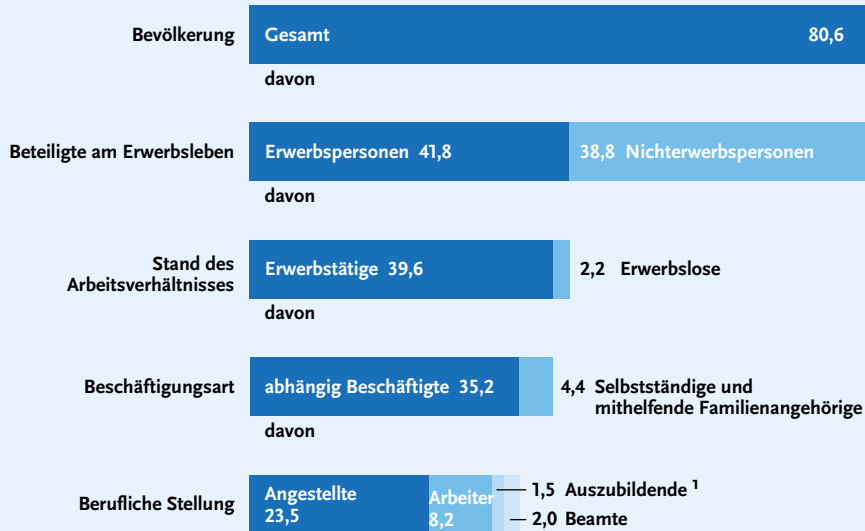 Bevölkerung
Gesamt 80,6
davon
Beteiligte am Erwerbsleben
Erwerbspersonen 41,8
38,8 Nichterwerbspersonen
davon
Stand des
Arbeitsverhältnisses
Erwerbstätige 39,6
2,2 Erwerbslose
davon
Beschäftigungsart
abhängig Beschäftigte 35,2
4,4 Selbstständige und
mithelfende Familienangehörige
davon
Berufliche Stellung
Angestellte
23,5
Arbeiter
8,2
1,5 Auszubildende ¹
2,0 Beamte